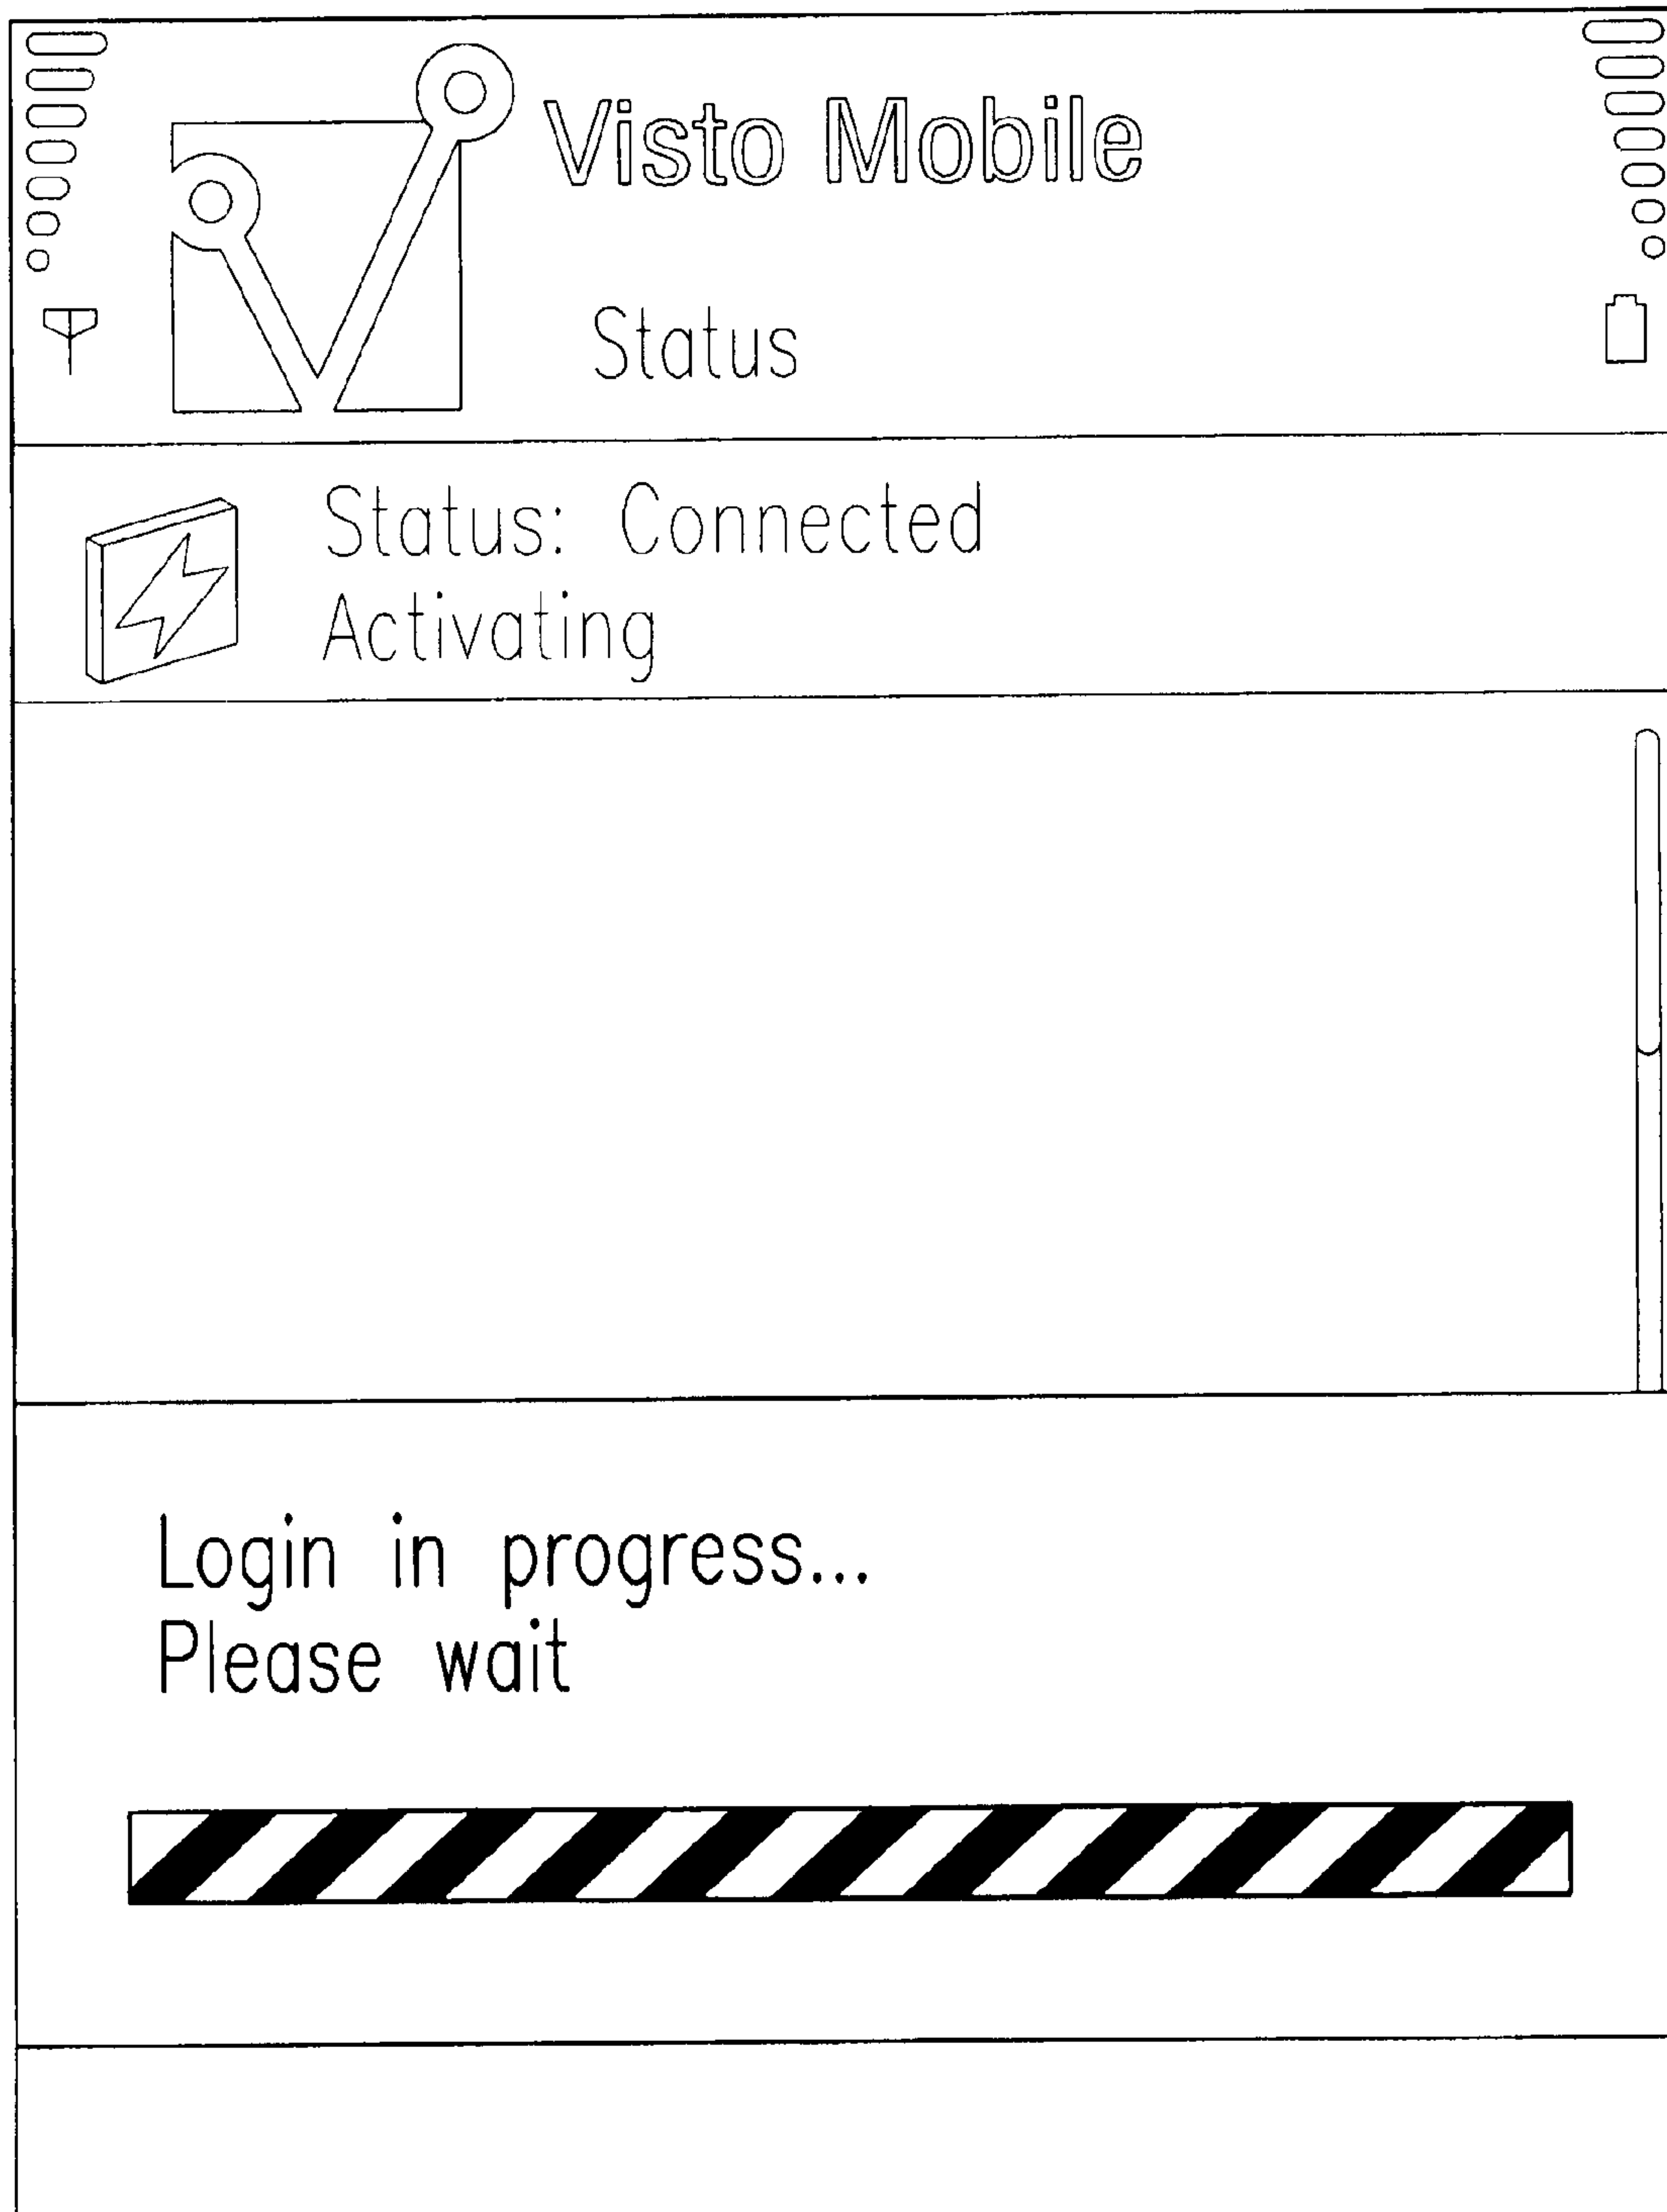 Visto Mobile
Status
Status: Connected
Activating
Login in progress...
Please wait